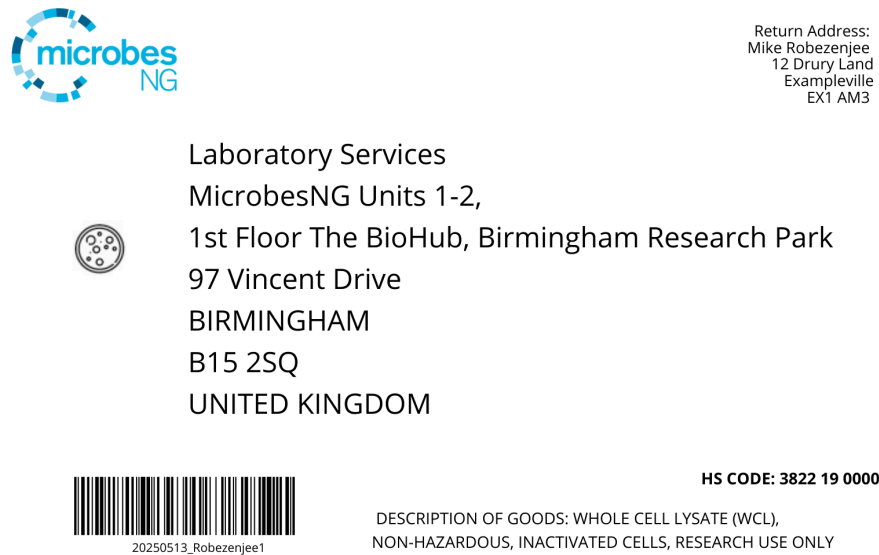 microbes
NG
Return Address:
Mike Robezenjee
12 Drury Land
Exampleville
EX1 AM3
Laboratory Services
MicrobesNG Units 1-2,
1st Floor The BioHub, Birmingham Research Park
97 Vincent Drive
BIRMINGHAM
B15 2SQ
UNITED KINGDOM
HS CODE: 3822 19 0000
20250513_Robezenjee1
DESCRIPTION OF GOODS: WHOLE CELL LYSATE (WCL),
NON-HAZARDOUS, INACTIVATED CELLS, RESEARCH USE ONLY